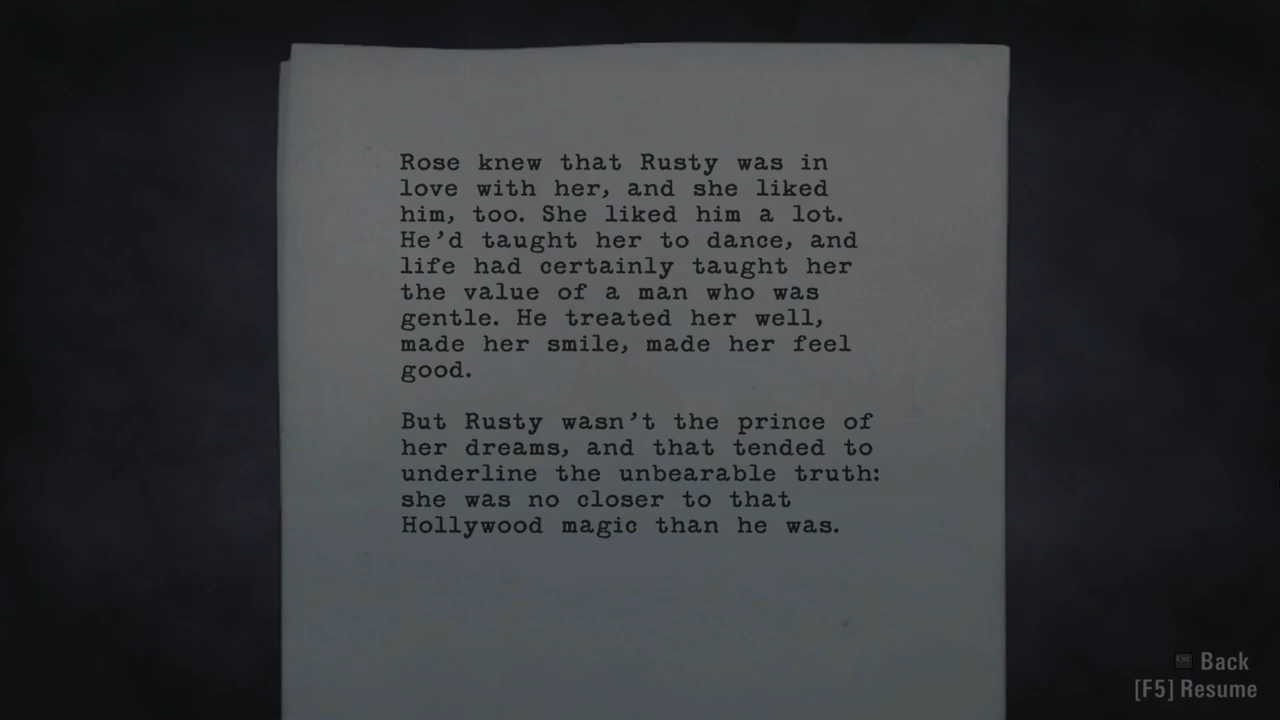 Rose knew that Rusty was in
love with her, and she liked
him, too. She liked him a lot.
He'd taught her to dance, and
life had certainly taught her
the value of a man who was
gentle. He treated her well,
made her smile, made her feel
good.
But Rusty wasn't the prince of
her dreams, and that tended to
underline the unbearable truth:
she was no closer to that
Hollywood magic than he was.
Esc Back
[F5] Resume